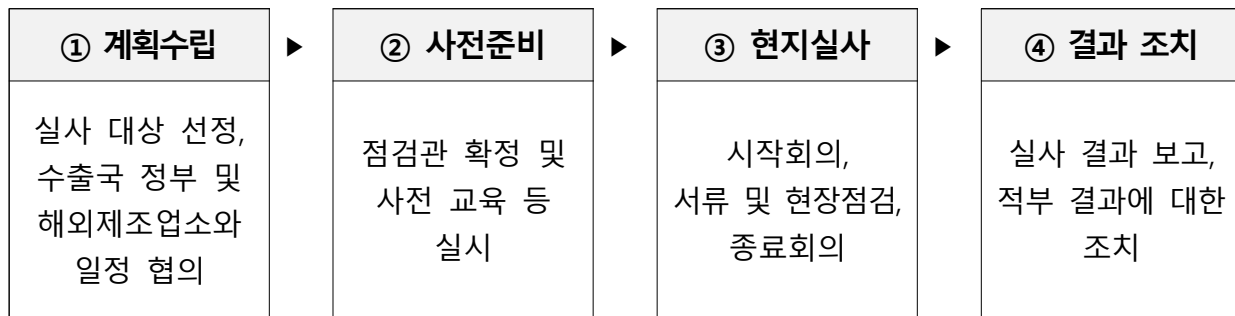 ① 계획수립
▶
② 사전준비
▶
③ 현지실사
▶
④ 결과 조치
실사 대상 선정,
수출국 정부 및
해외제조업소와
일정 협의
점검관 확정 및
사전 교육 등
실시
시작회의,
서류 및 현장점검,
종료회의
실사 결과 보고,
적부 결과에 대한
조치